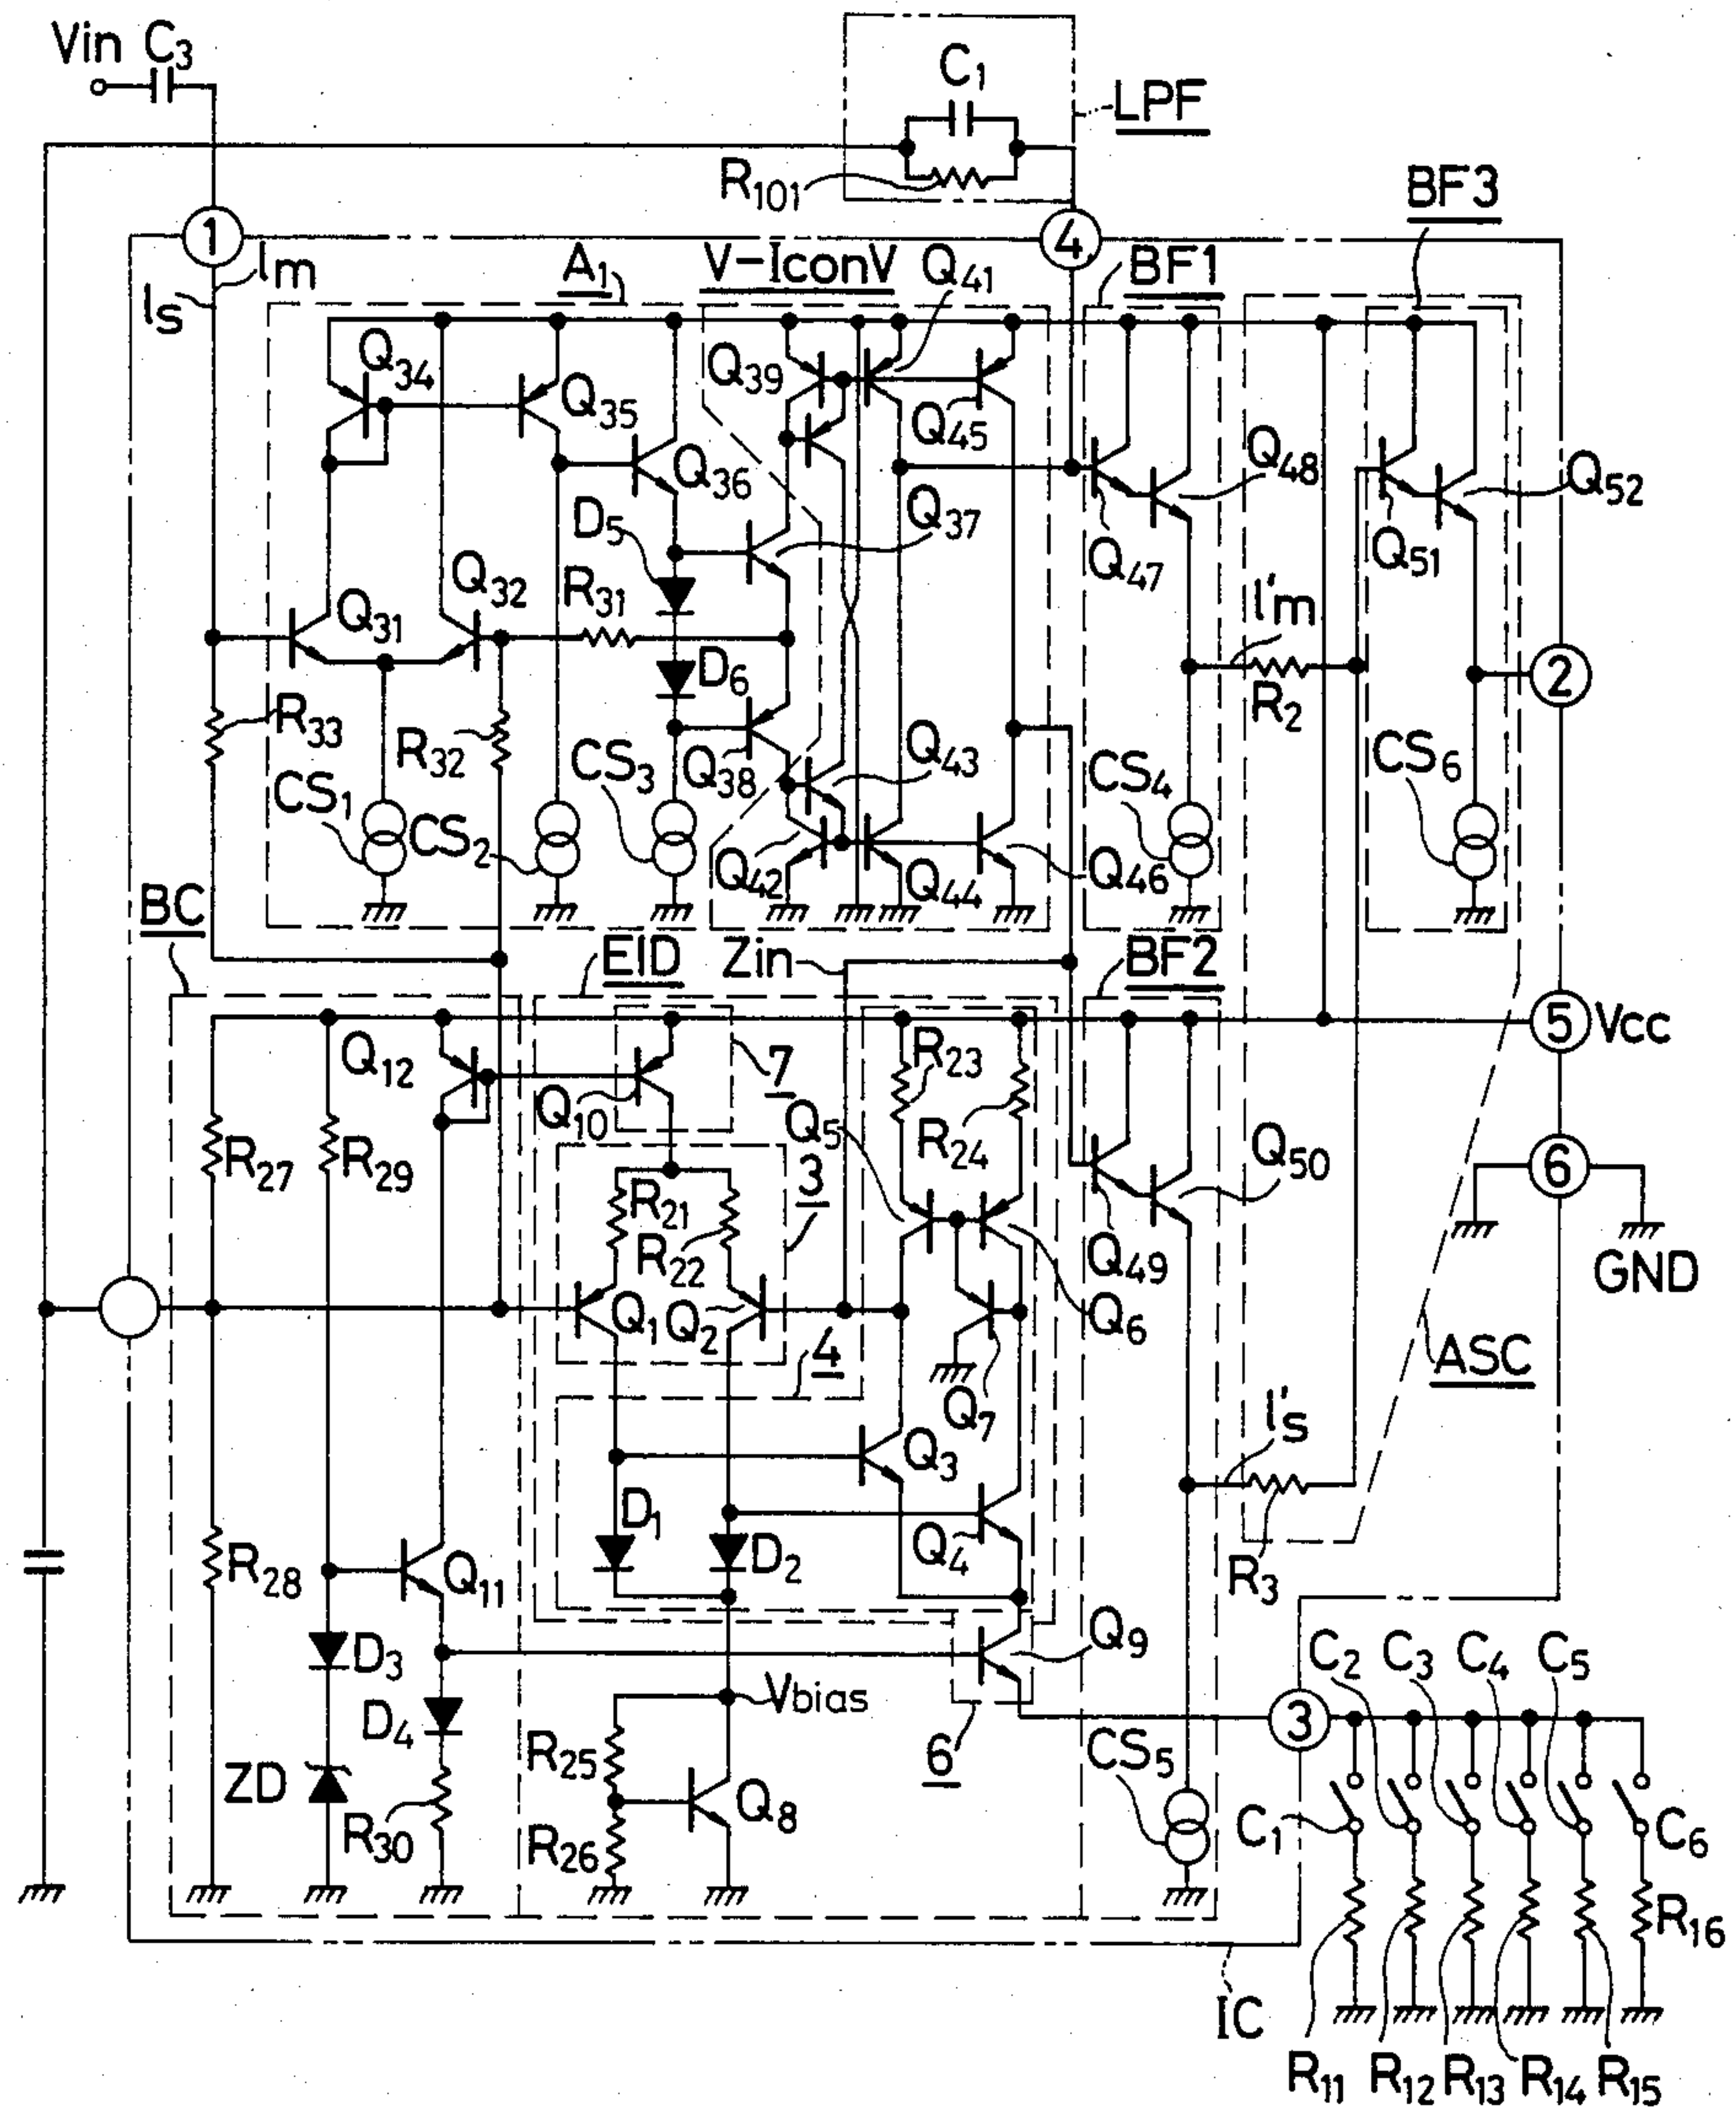 Vin C3
C1
LPF
R101
BF3
1
4
lm
ls
A1
V-IconV
Q41
BF1
Q34
Q39
Q35
Q45
Q36
Q48
Q52
D5
Q37
Q47
Q51
Q32
R31
Q31
l'm
2
D6
R33
R32
R2
CS3
Q38
Q43
CS4
CS6
CS1
CS2
Q42
Q44
Q46
BC
EID
Zin
BF2
5 Vcc
Q12
7
R23
Q10
Q5
R24
R27
R29
3
Q50
6
R21
R22
Q49
GND
Q1
Q2
Q6
4
ASC
Q7
Q3
l's
D1
D2
Q4
R28
Q11
R3
Q9
D3
C2
C3
C4
C5
Vbias
D4
3
R25
6
CS5
ZD
Q8
C1
C6
R30
R26
R16
IC
R11
R12
R13
R14
R15